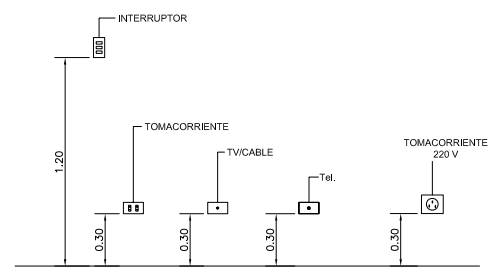 INTERRUPTOR
TOMACORRIENTE
TOMACORRIENTE
220 V
TV/CABLE
Tel.
1.20
0.30
0.30
0.30
0.30